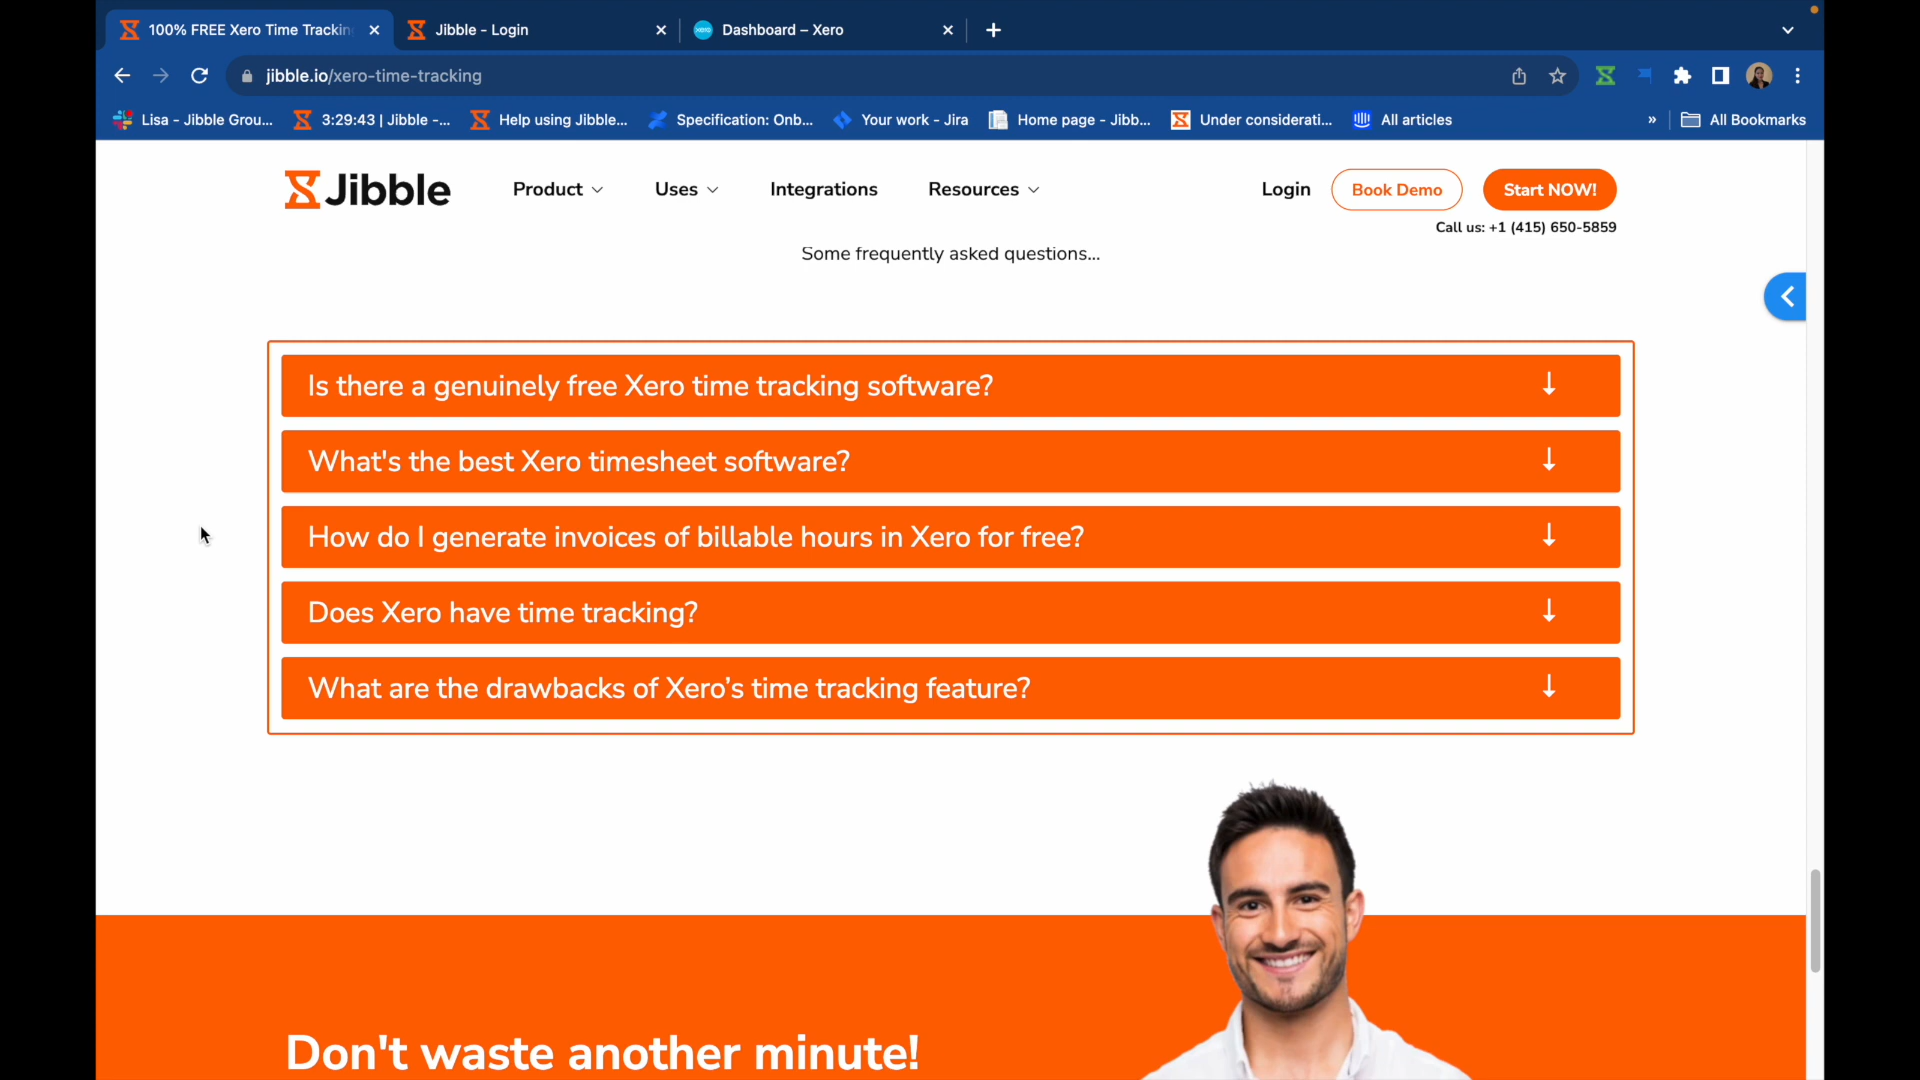 100% FREE Xero Time Trackin
Jibble - Login
xero
Dashboard – Xero
jibble.io/xero-time-tracking
Lisa - Jibble Grou...
3:29:43 | Jibble -...
Help using Jibble...
Specification: Onb...
Your work - Jira
Home page - Jibb...
Under considerati...
All articles
»
All Bookmarks
Jibble
Product
Uses
Integrations
Resources
Login
Book Demo
Start NOW!
Call us: +1 (415) 650-5859
Some frequently asked questions...
Is there a genuinely free Xero time tracking software?
What's the best Xero timesheet software?
How do I generate invoices of billable hours in Xero for free?
Does Xero have time tracking?
What are the drawbacks of Xero’s time tracking feature?
Don't waste another minute!